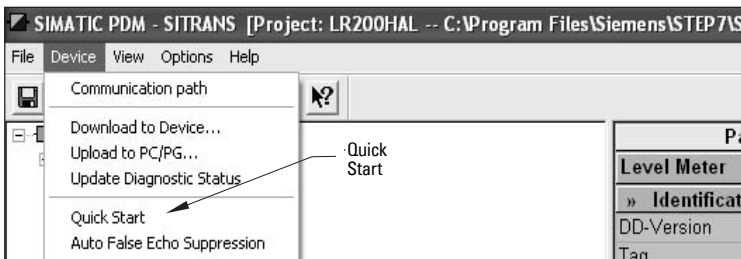 SIMATIC PDM - SITRANS [Project: LR200HAL -- C:\Program Files\Siemens\STEP7\S
File Device View Options Help
Communication path
Download to Device...
Upload to PC/PG...
Update Diagnostic Status
Quick Start
Auto False Echo Suppression
Quick
Start
Pa
Level Meter
» Identificat
DD-Version
Tag